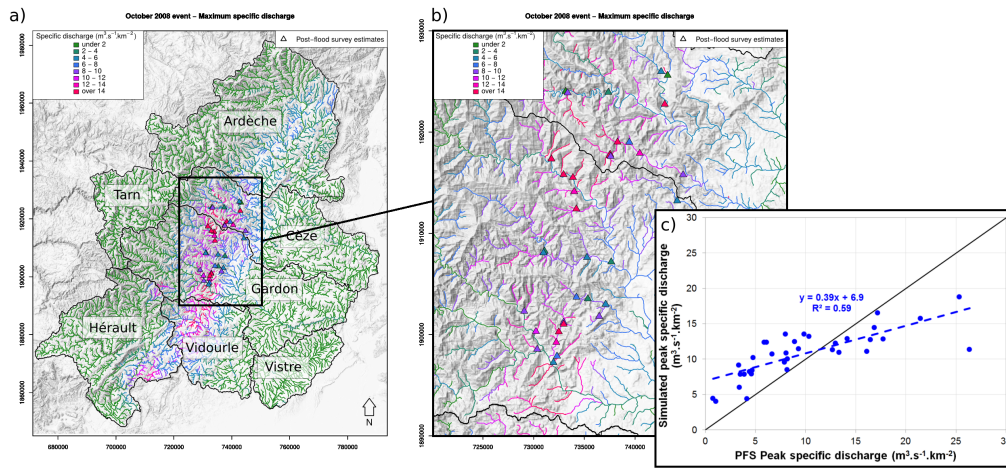 a)
October 2008 event − Maximum specific discharge
Specific discharge (m³.s−1.km−2)
under 2
2 − 4
4 − 6
6 − 8
8 − 10
10 − 12
12 − 14
over 14
Post−flood survey estimates
Ardèche
Tarn
Cèze
Gardon
Hérault
Vidourle
Vistre
N
1880000
1860000
1900000
1920000
1940000
1960000
1980000
680000
700000
720000
740000
760000
780000
b)
October 2008 event − Maximum specific discharge
Specific discharge (m³.s−1.km−2)
under 2
2 − 4
4 − 6
6 − 8
8 − 10
10 − 12
12 − 14
over 14
Post−flood survey estimates
1930000
1920000
1910000
1900000
1890000
725000
730000
735000
740000
c)
y = 0.39x + 6.9
R² = 0.59
Simulated peak specific discharge
(m³.s-1.km-2)
30
25
20
15
10
5
0
0
5
10
15
20
25
30
PFS Peak specific discharge (m³.s-1.km-2)